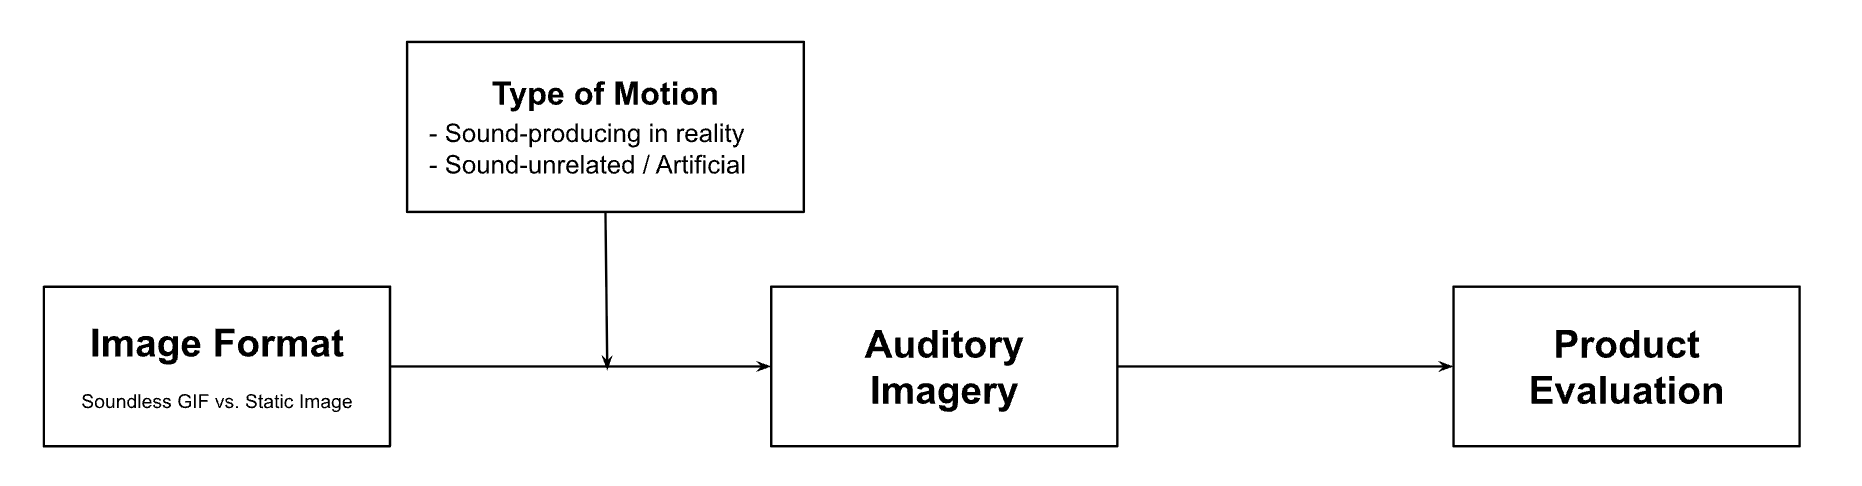 Type of Motion
- Sound-producing in reality
- Sound-unrelated / Artificial
Image Format
Soundless GIF vs. Static Image
Auditory
Imagery
Product
Evaluation